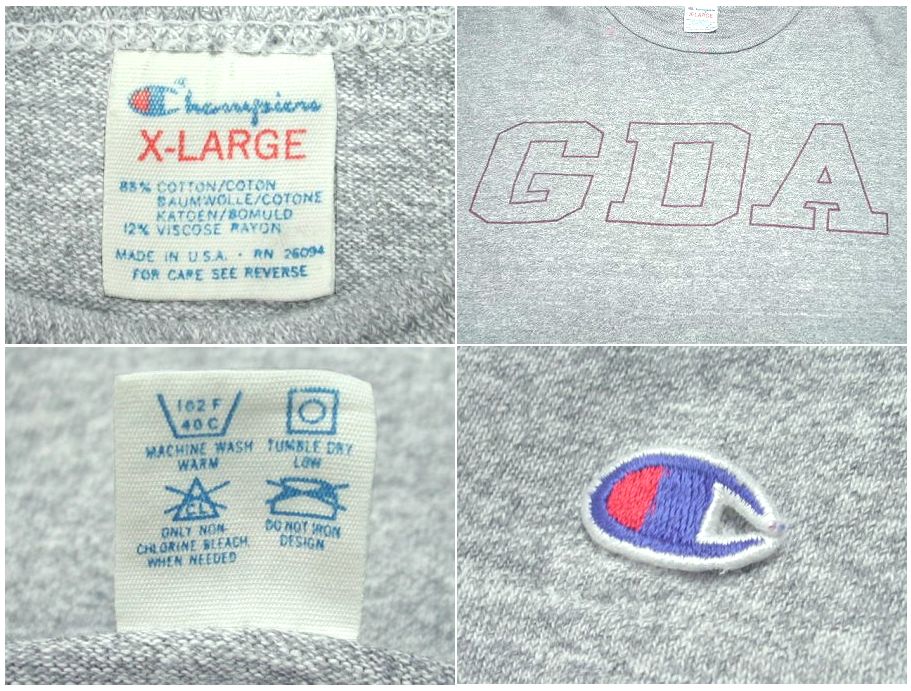 Champion
X-LARGE
88% COTTON/COTON
BAUMWOLLE/COTONE
KATOEN/BOMULD
12% VISCOSE RAYON
MADE IN U.S.A. · RN 26094
FOR CARE SEE REVERSE
Champion
X-LARGE
GDA
102 F
40 C
MACHINE WASH
WARM
TUMBLE DRY
LOW
CL
ONLY NON-
CHLORINE BLEACH
WHEN NEEDED
DO NOT IRON
DESIGN